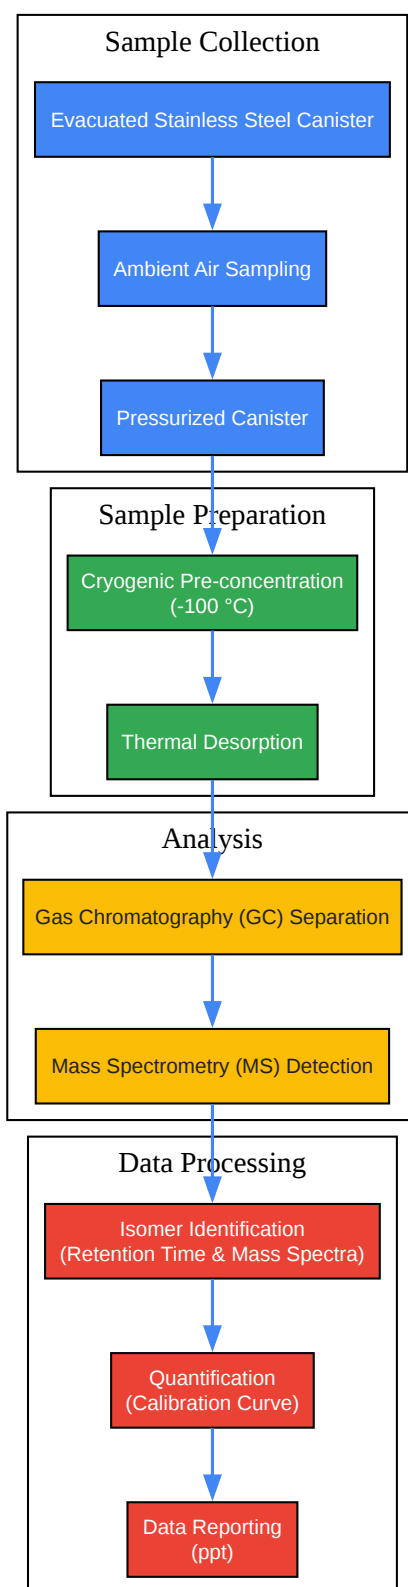 Sample Collection
Evacuated Stainless Steel Canister
Ambient Air Sampling
Pressurized Canister
Sample Preparation
Cryogenic Pre-concentration
(-100 °C)
Thermal Desorption
Analysis
Gas Chromatography (GC) Separation
Mass Spectrometry (MS) Detection
Data Processing
Isomer Identification
(Retention Time & Mass Spectra)
Quantification
(Calibration Curve)
Data Reporting
(ppt)